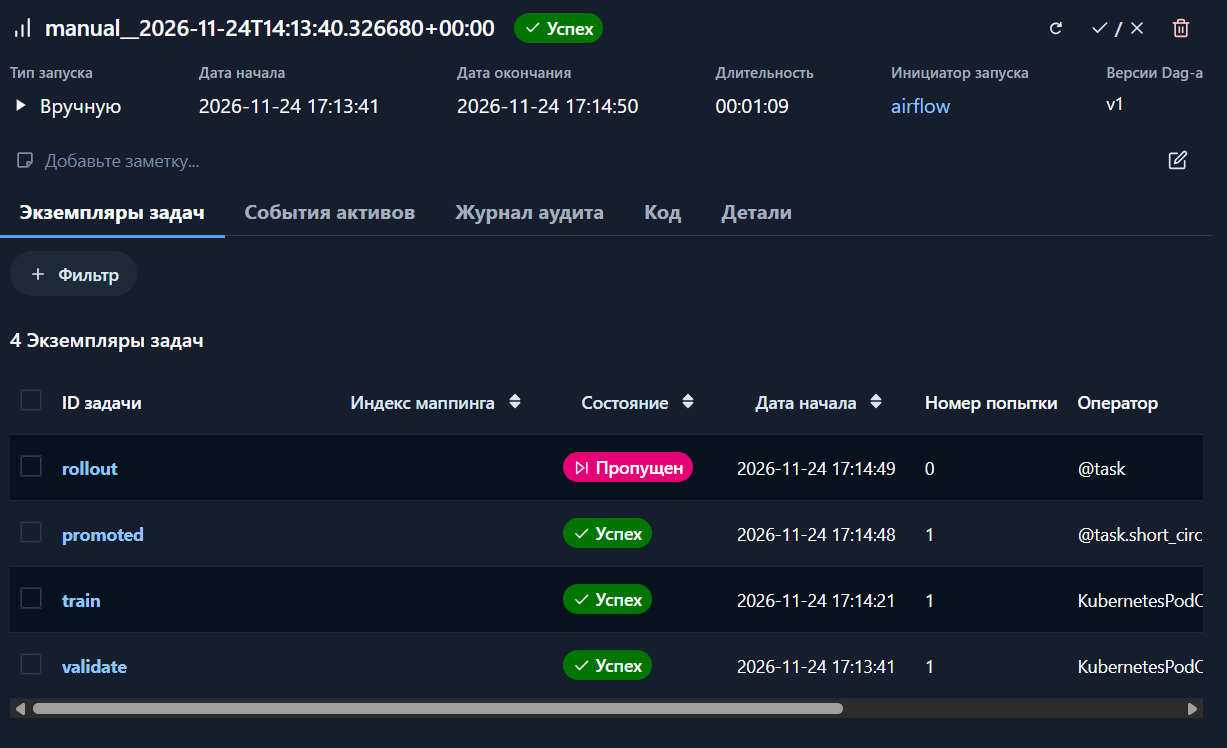 manual__2026-11-24T14:13:40.326680+00:00 Успех /
Тип запуска Дата начала Дата окончания Длительность Инициатор запуска Версии Dag-а
Вручную 2026-11-24 17:13:41 2026-11-24 17:14:50 00:01:09 airflow v1
Добавьте заметку...
Экземпляры задач События активов Журнал аудита Код Детали
+ Фильтр
4 Экземпляры задач
ID задачи Индекс маппинга Состояние Дата начала Номер попытки Оператор
rollout Пропущен 2026-11-24 17:14:49 0 @task
promoted Успех 2026-11-24 17:14:48 1 @task.short_circ
train Успех 2026-11-24 17:14:21 1 KubernetesPodO
validate Успех 2026-11-24 17:13:41 1 KubernetesPodO